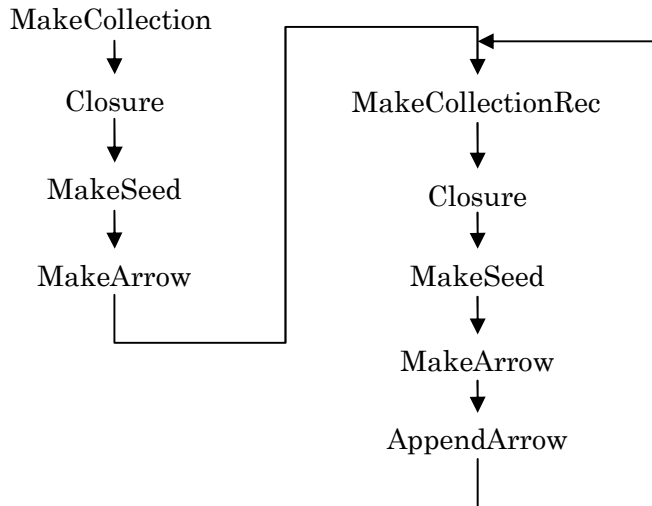 MakeCollection
Closure
MakeSeed
MakeArrow
MakeCollectionRec
Closure
MakeSeed
MakeArrow
AppendArrow